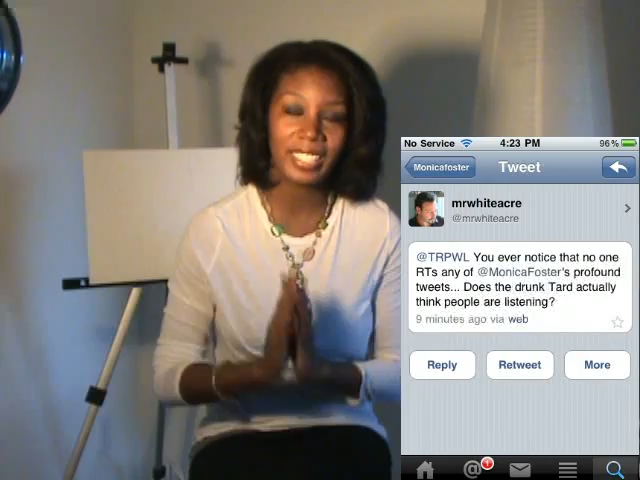 No Service 4:23 PM 96%
Monicafoster Tweet
mrwhiteacre
@mrwhiteacre
@TRPWL You ever notice that no one
RTs any of @MonicaFoster's profound
tweets... Does the drunk Tard actually
think people are listening?
9 minutes ago via web
Reply Retweet More
@ 1